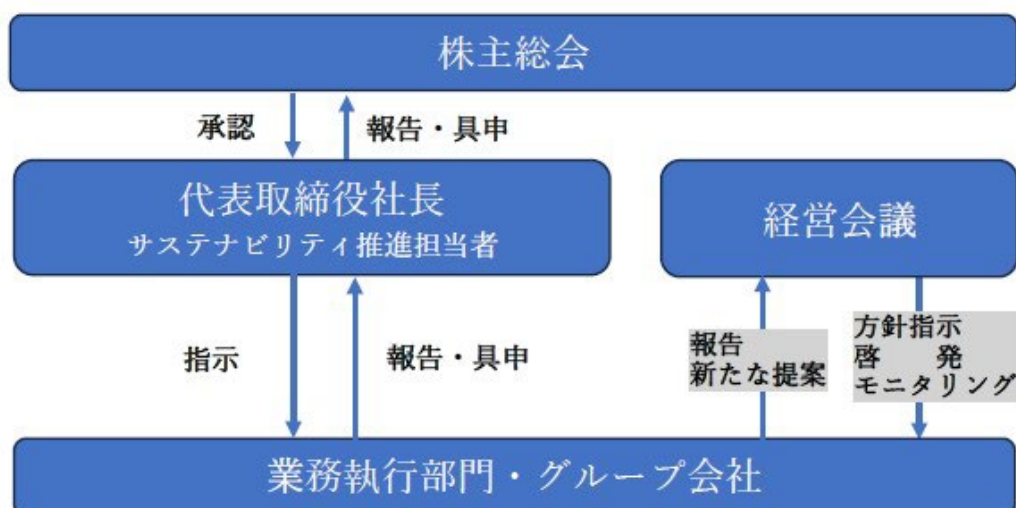 株主総会
承認
報告・具申
代表取締役社長
サステナビリティ推進担当者
経営会議
指示
報告・具申
報告
新たな提案
方針指示
啓　　発
モニタリング
業務執行部門・グループ会社